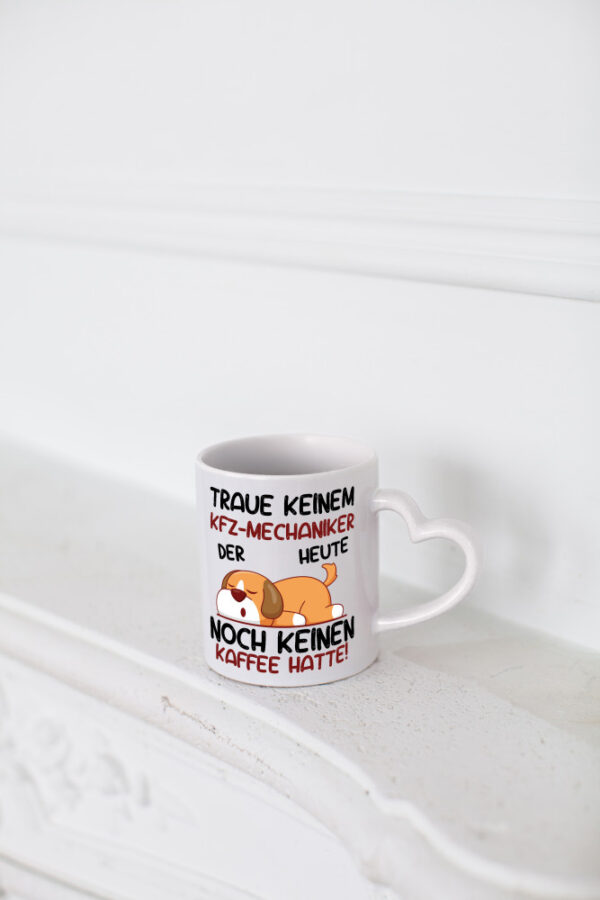 TRAUE KEINEM
KFZ-MECHANIKER
DER HEUTE
NOCH KEINEN
KAFFEE HATTE!